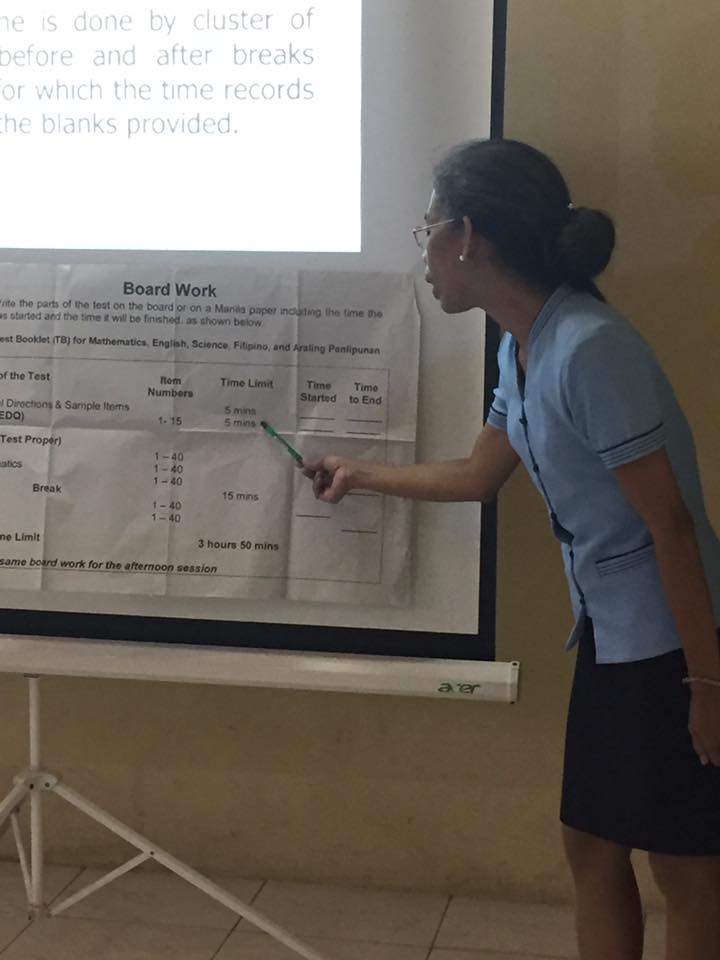 ne is done by cluster of
before and after breaks
for which the time records
the blanks provided.
Board Work
rite the parts of the test on the board or on a Manila paper including the time the
as started and the time it will be finished, as shown below
est Booklet (TB) for Mathematics, English, Science, Filipino, and Araling Panlipunan
of the Test Item Numbers Time Limit Time Started Time to End
l Directions & Sample Items 5 mins
EDQ) 1- 15 5 mins
Test Proper)
atics 1 – 40
1 – 40
1 – 40
Break 15 mins
1 – 40
1 – 40
me Limit 3 hours 50 mins
same board work for the afternoon session
acer